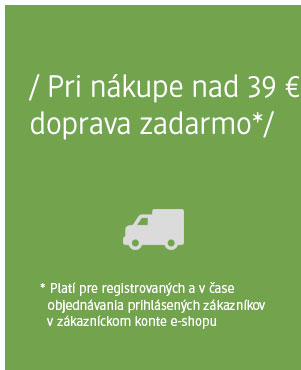 / Pri nákupe nad 39 €
doprava zadarmo*/
* Platí pre registrovaných a v čase
objednávania prihlásených zákazníkov
v zákazníckom konte e-shopu